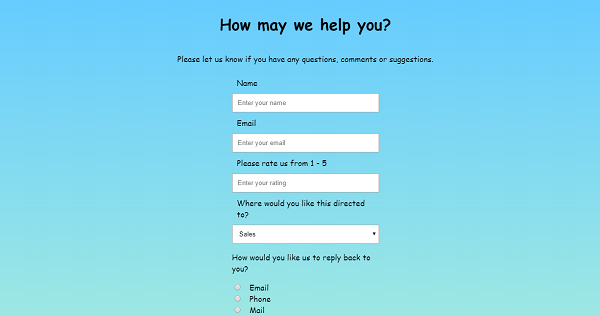 How may we help you?
Please let us know if you have any questions, comments or suggestions.
Name
Enter your name
Email
Enter your email
Please rate us from 1 - 5
Enter your rating
Where would you like this directed
to?
Sales
How would you like us to reply back to
you?
Email
Phone
Mail